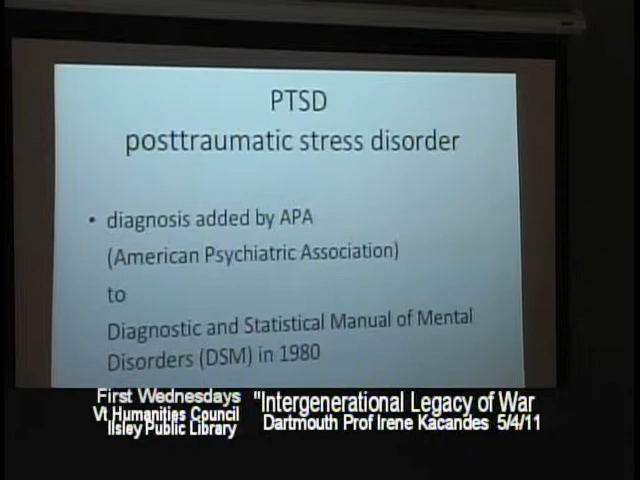 PTSD
posttraumatic stress disorder
• diagnosis added by APA
(American Psychiatric Association)
to
Diagnostic and Statistical Manual of Mental
Disorders (DSM) in 1980
First Wednesdays
Vt Humanities Council
Ilsley Public Library
"Intergenerational Legacy of War
Dartmouth Prof Irene Kacandes 5/4/11